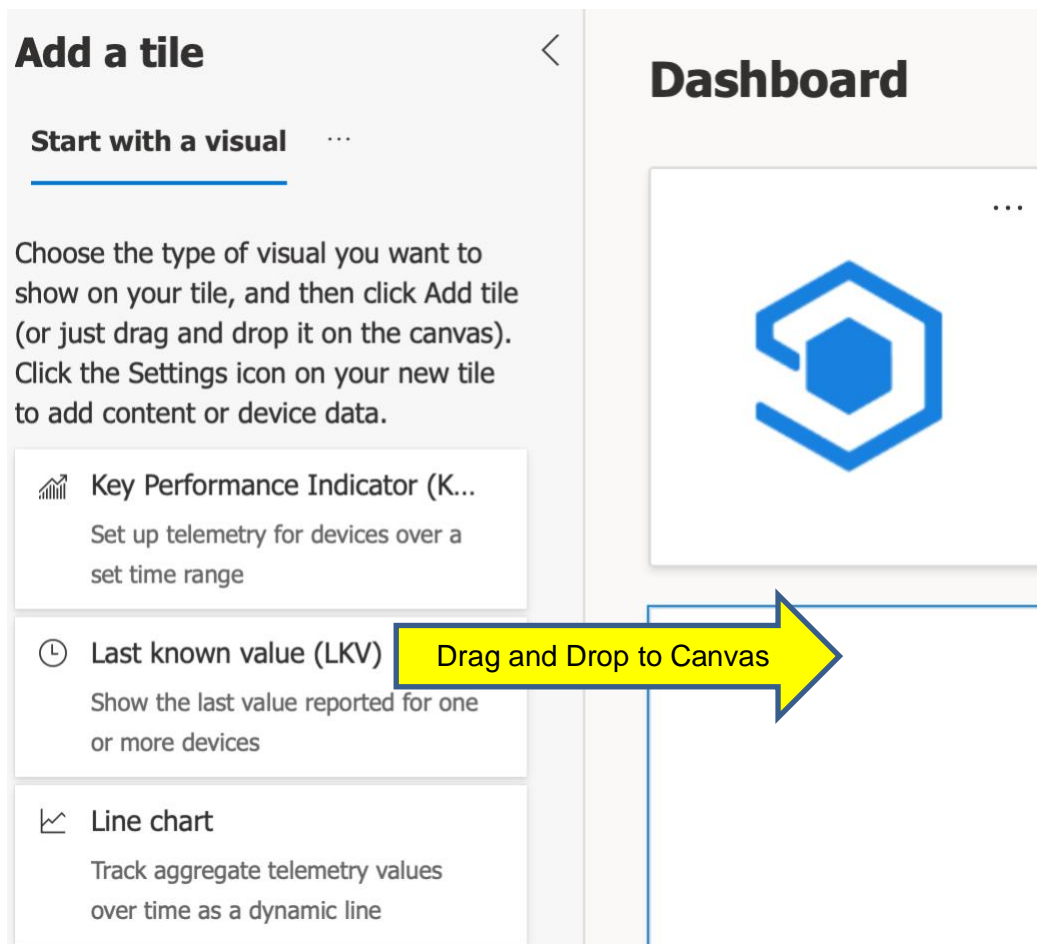 Add a tile
Start with a visual ...
Choose the type of visual you want to
show on your tile, and then click Add tile
(or just drag and drop it on the canvas).
Click the Settings icon on your new tile
to add content or device data.
Key Performance Indicator (K...
Set up telemetry for devices over a
set time range
Last known value (LKV)
Show the last value reported for one
or more devices
Line chart
Track aggregate telemetry values
over time as a dynamic line
Dashboard
...
Drag and Drop to Canvas